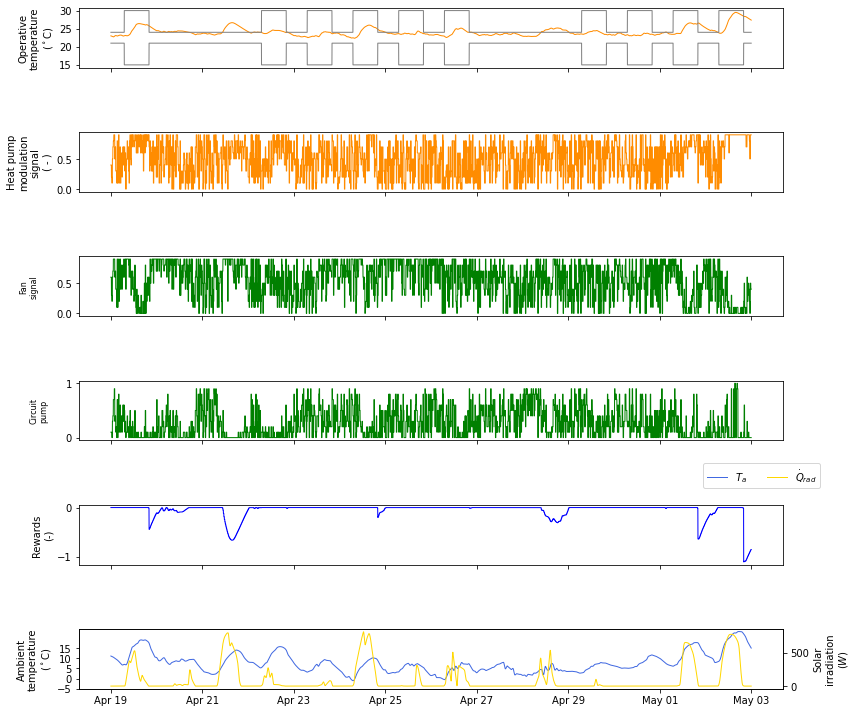 Operative
temperature
(°C)
30
25
20
15
Heat pump
modulation
signal
( - )
0.5
0.0
Fan
signal
0.5
0.0
Circuit
pump
1
0
T_a
Q̇_rad
Rewards
(-)
0
−1
Ambient
temperature
(°C)
15
10
5
0
−5
500
0
Solar
irradiation
(W)
Apr 19 Apr 21 Apr 23 Apr 25 Apr 27 Apr 29 May 01 May 03